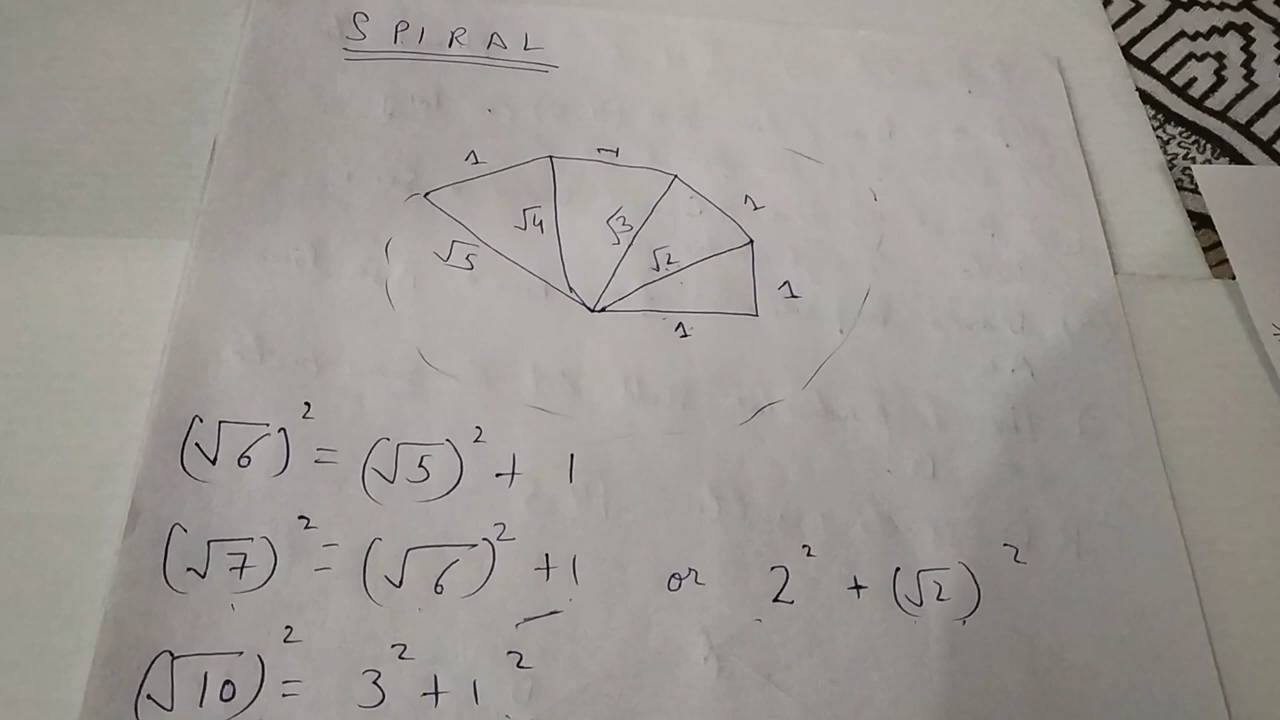 SPIRAL
1 1
1
√5 √4 √3 √2
1
1
(√6)² = (√5)² + 1
(√7)² = (√6)² + 1 or 2² + (√2)²
(√10)² = 3² + 1²